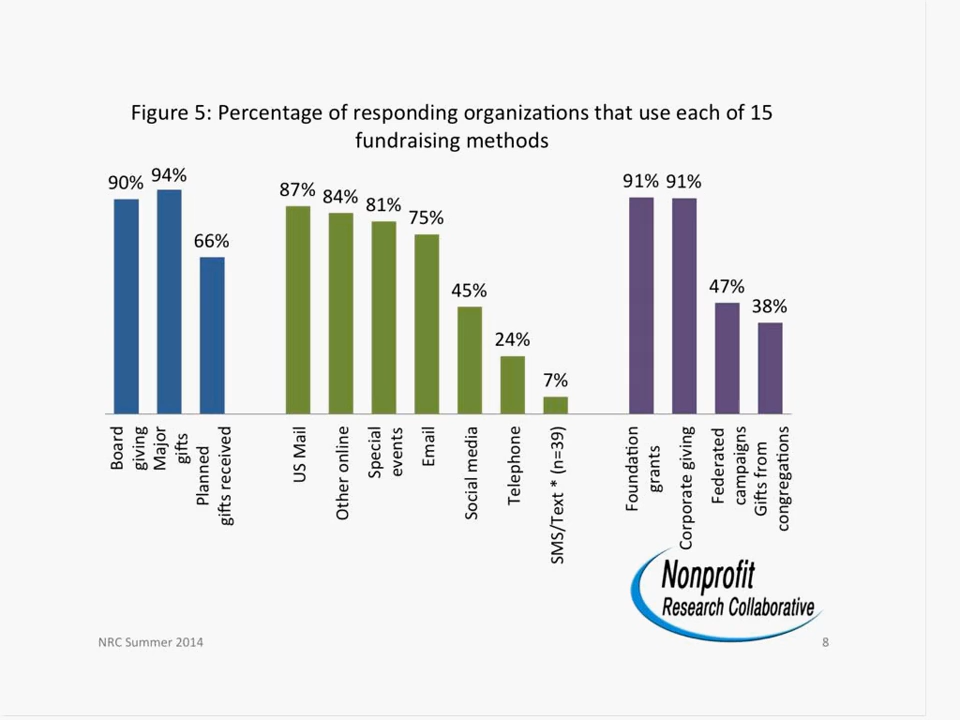 Figure 5: Percentage of responding organizations that use each of 15
fundraising methods
90%
94%
66%
87%
84%
81%
75%
45%
24%
7%
91%
91%
47%
38%
Board
giving
Major
gifts
Planned
gifts received
US Mail
Other online
Special
events
Email
Social media
Telephone
SMS/Text * (n=39)
Foundation
grants
Corporate giving
Federated
campaigns
Gifts from
congregations
Nonprofit
Research Collaborative
NRC Summer 2014
8